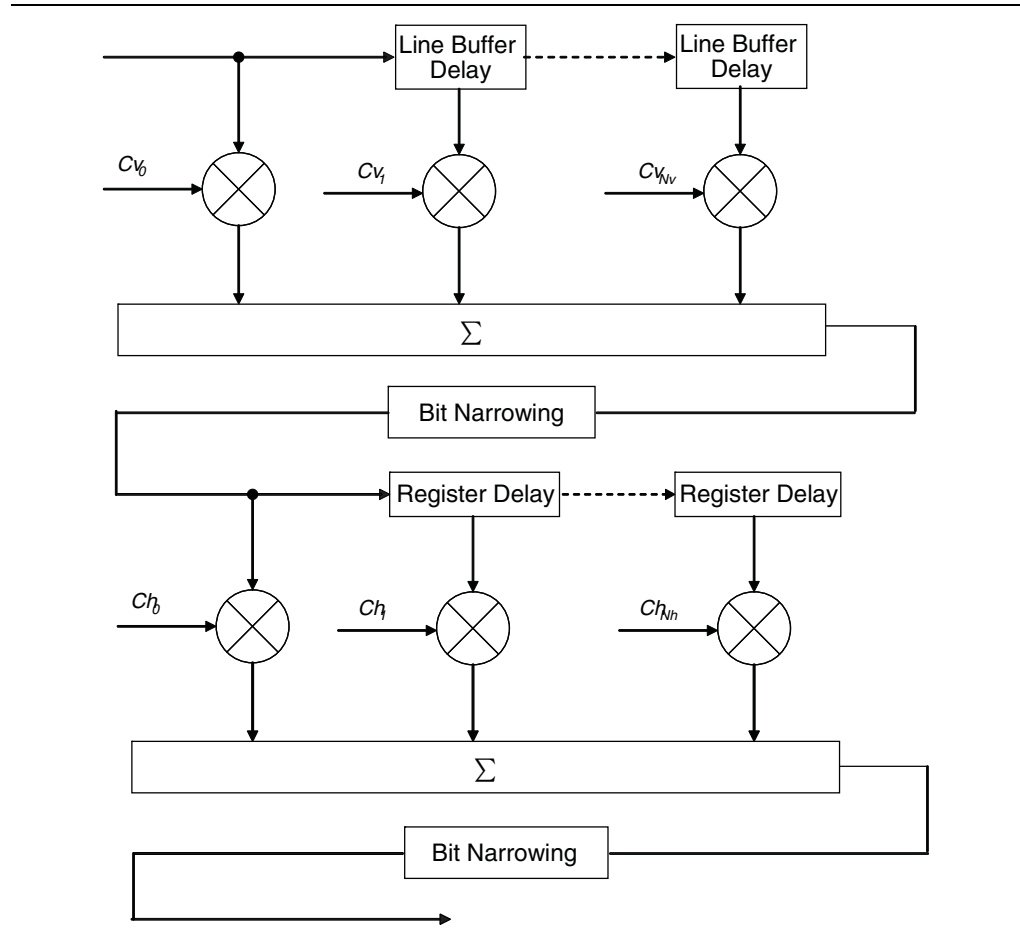 Line Buffer
Delay
Line Buffer
Delay
Cv0
Cv1
CvNv
Σ
Bit Narrowing
Register Delay
Register Delay
Ch0
Ch1
ChNh
Σ
Bit Narrowing